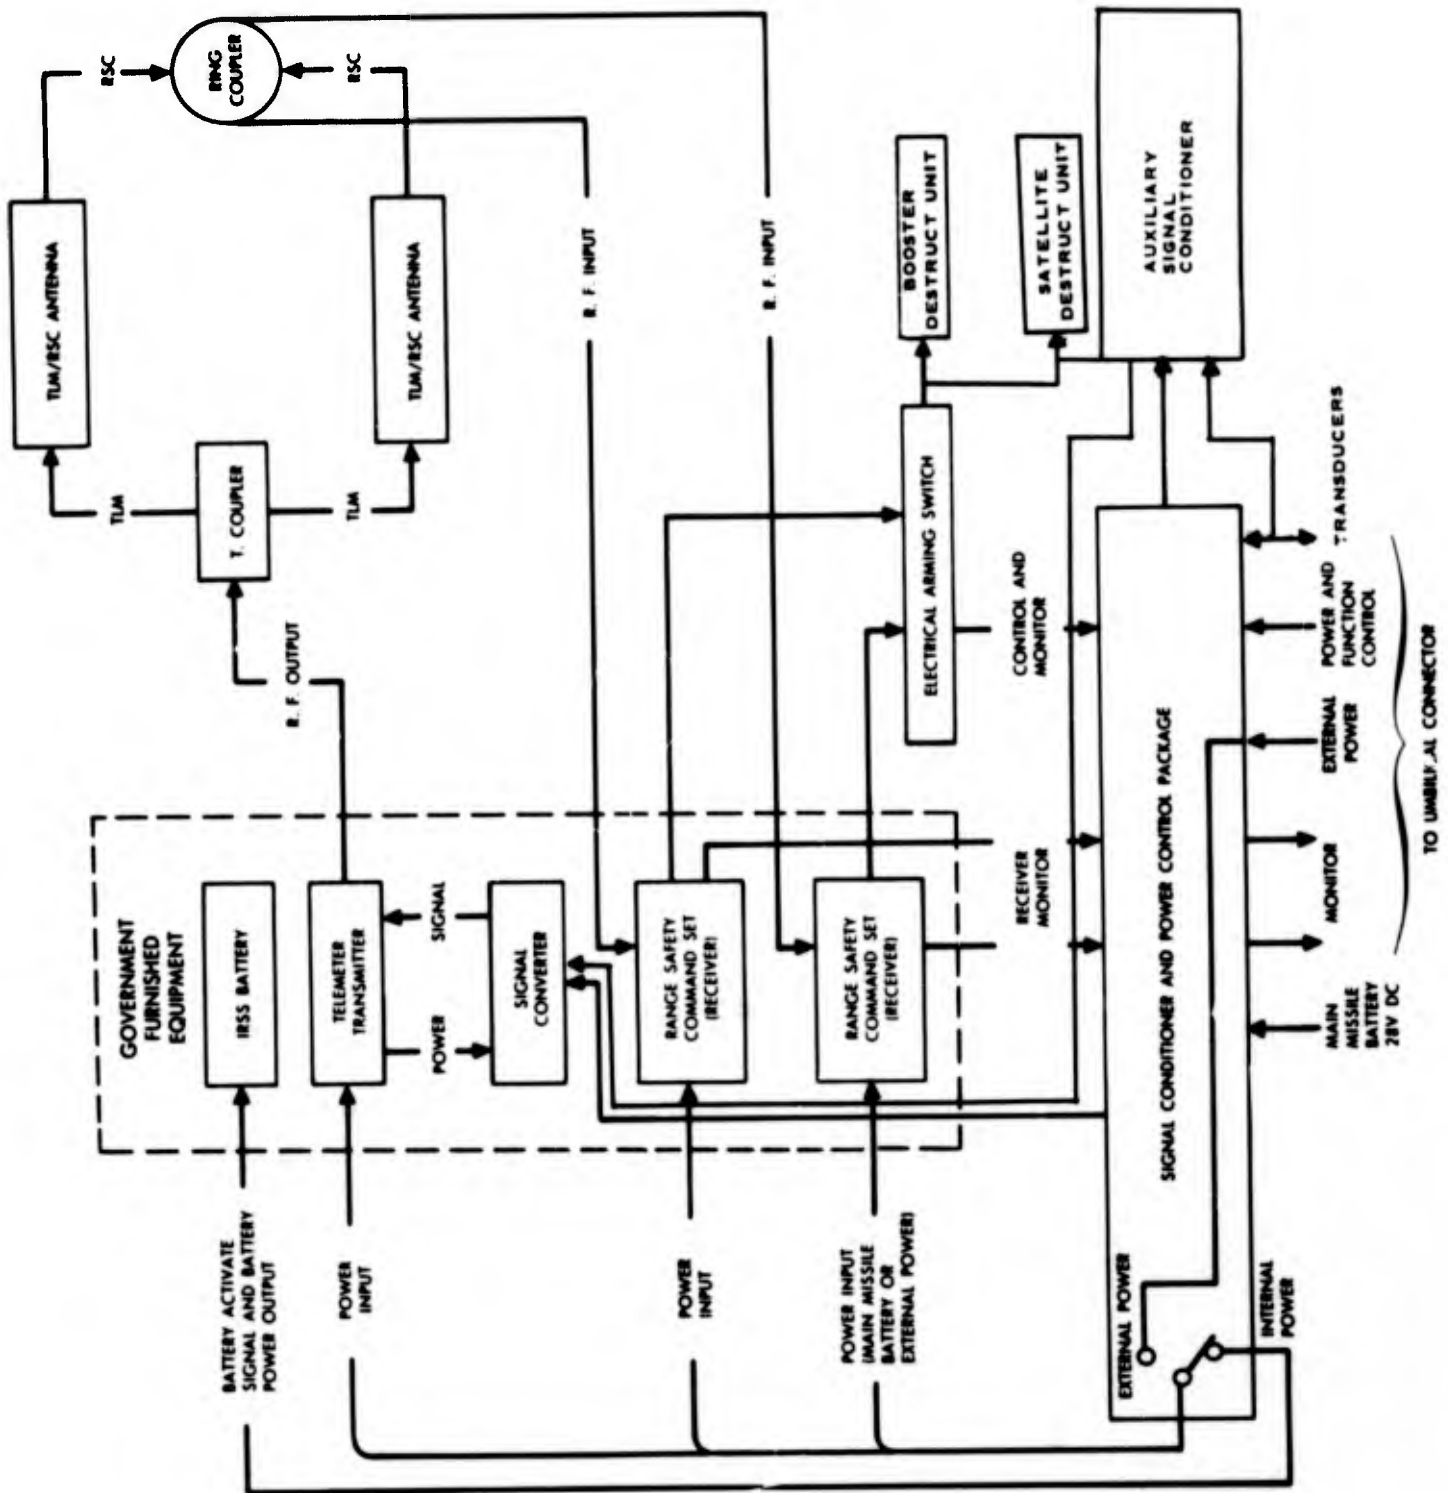 RSC
RING
COUPLER
RSC
TLM/RSC ANTENNA
TLM/RSC ANTENNA
TLM
T. COUPLER
TLM
R. F. OUTPUT
R. F. INPUT
R. F. INPUT
BOOSTER
DESTRUCT UNIT
SATELLITE
DESTRUCT UNIT
AUXILIARY
SIGNAL
CONDITIONER
ELECTRICAL ARMING SWITCH
CONTROL AND
MONITOR
GOVERNMENT
FURNISHED
EQUIPMENT
IRSS BATTERY
TELEMETER
TRANSMITTER
SIGNAL
POWER
SIGNAL
CONVERTER
RANGE SAFETY
COMMAND SET
(RECEIVER)
RANGE SAFETY
COMMAND SET
(RECEIVER)
RECEIVER
MONITOR
BATTERY ACTIVATE
SIGNAL AND BATTERY
POWER OUTPUT
POWER
INPUT
POWER
INPUT
POWER INPUT
(MAIN MISSILE
BATTERY OR
EXTERNAL POWER)
EXTERNAL POWER
INTERNAL
POWER
SIGNAL CONDITIONER AND POWER CONTROL PACKAGE
MAIN
MISSILE
BATTERY
28V DC
MONITOR
EXTERNAL
POWER
POWER AND
FUNCTION
CONTROL
TRANSDUCERS
TO CONNECTOR